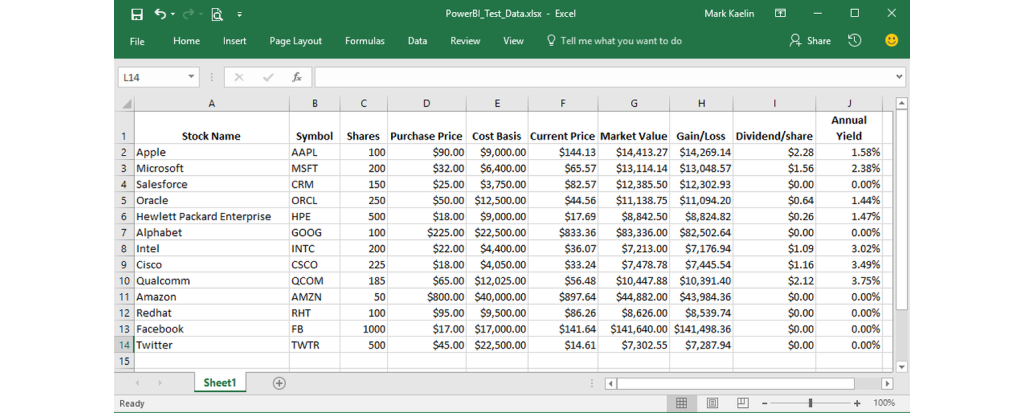 PowerBI_Test_Data.xlsx - Excel Mark Kaelin
File Home Insert Page Layout Formulas Data Review View Tell me what you want to do Share
L14 fx
A B C D E F G H I J
1 Stock Name Symbol Shares Purchase Price Cost Basis Current Price Market Value Gain/Loss Dividend/share Annual Yield
2 Apple AAPL 100 $90.00 $9,000.00 $144.13 $14,413.27 $14,269.14 $2.28 1.58%
3 Microsoft MSFT 200 $32.00 $6,400.00 $65.57 $13,114.14 $13,048.57 $1.56 2.38%
4 Salesforce CRM 150 $25.00 $3,750.00 $82.57 $12,385.50 $12,302.93 $0.00 0.00%
5 Oracle ORCL 250 $50.00 $12,500.00 $44.56 $11,138.75 $11,094.20 $0.64 1.44%
6 Hewlett Packard Enterprise HPE 500 $18.00 $9,000.00 $17.69 $8,842.50 $8,824.82 $0.26 1.47%
7 Alphabet GOOG 100 $225.00 $22,500.00 $833.36 $83,336.00 $82,502.64 $0.00 0.00%
8 Intel INTC 200 $22.00 $4,400.00 $36.07 $7,213.00 $7,176.94 $1.09 3.02%
9 Cisco CSCO 225 $18.00 $4,050.00 $33.24 $7,478.78 $7,445.54 $1.16 3.49%
10 Qualcomm QCOM 185 $65.00 $12,025.00 $56.48 $10,447.88 $10,391.40 $2.12 3.75%
11 Amazon AMZN 50 $800.00 $40,000.00 $897.64 $44,882.00 $43,984.36 $0.00 0.00%
12 Redhat RHT 100 $95.00 $9,500.00 $86.26 $8,626.00 $8,539.74 $0.00 0.00%
13 Facebook FB 1000 $17.00 $17,000.00 $141.64 $141,640.00 $141,498.36 $0.00 0.00%
14 Twitter TWTR 500 $45.00 $22,500.00 $14.61 $7,302.55 $7,287.94 $0.00 0.00%
15
Sheet1
Ready 100%